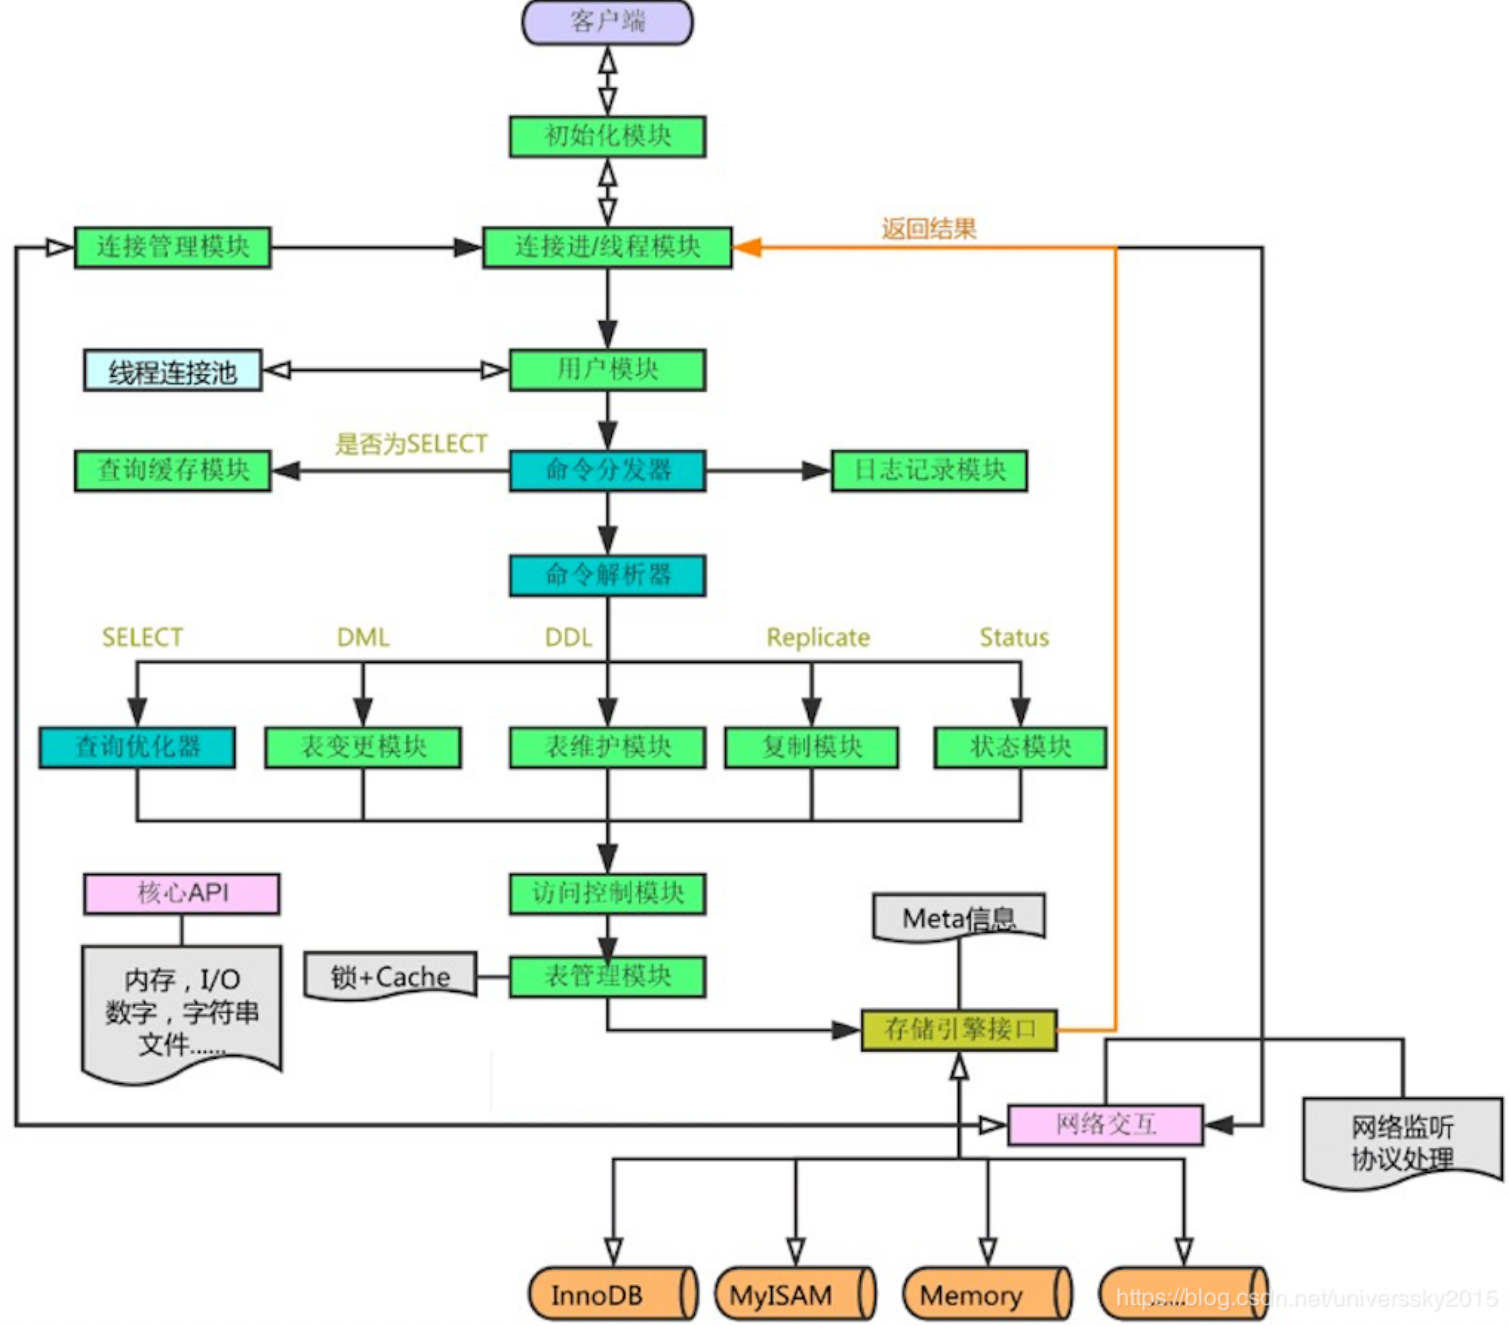 客户端
初始化模块
返回结果
连接管理模块
连接进/线程模块
线程连接池
用户模块
是否为SELECT
查询缓存模块
命令分发器
日志记录模块
命令解析器
SELECT
DML
DDL
Replicate
Status
查询优化器
表变更模块
表维护模块
复制模块
状态模块
核心API
访问控制模块
Meta信息
内存，I/O
数字，字符串
文件......
锁+Cache
表管理模块
存储引擎接口
网络交互
网络监听
协议处理
InnoDB
MyISAM
Memory
......
https://blog.csdn.net/universsky2015